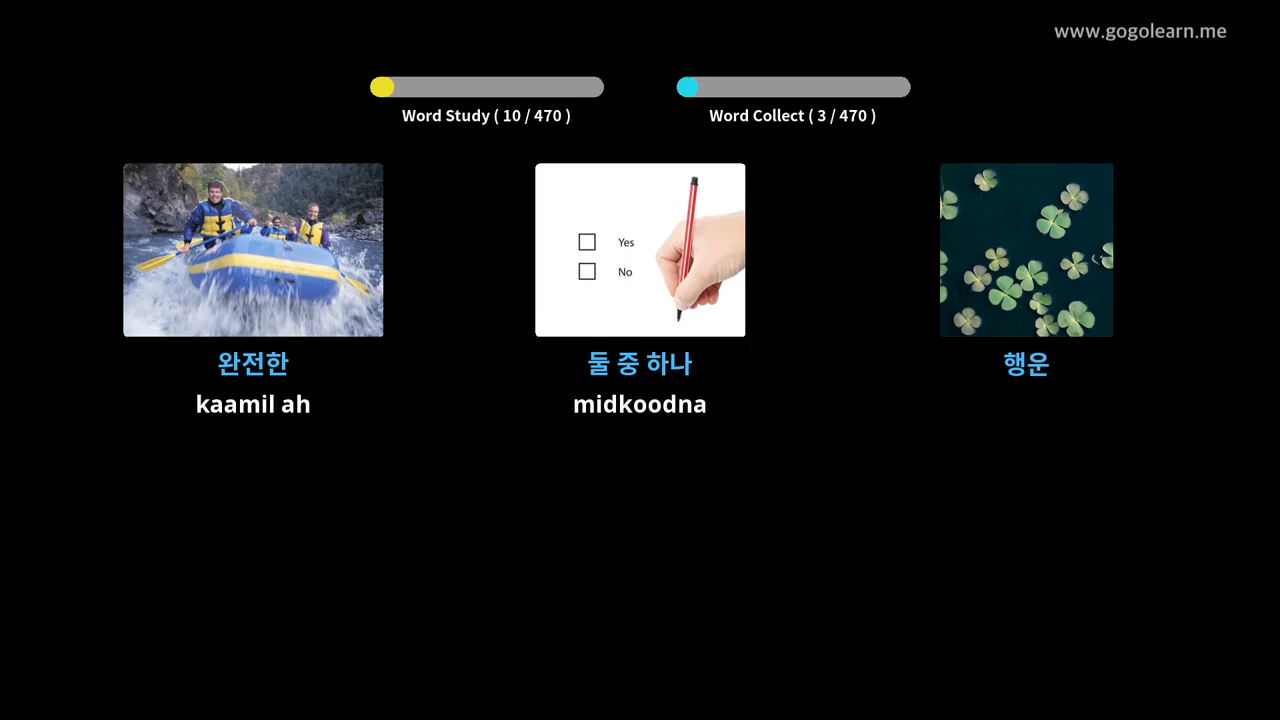 www.gogolearn.me
Word Study ( 10 / 470 )
Word Collect ( 3 / 470 )
Yes
No
완전한
둘 중 하나
행운
kaamil ah
midkoodna